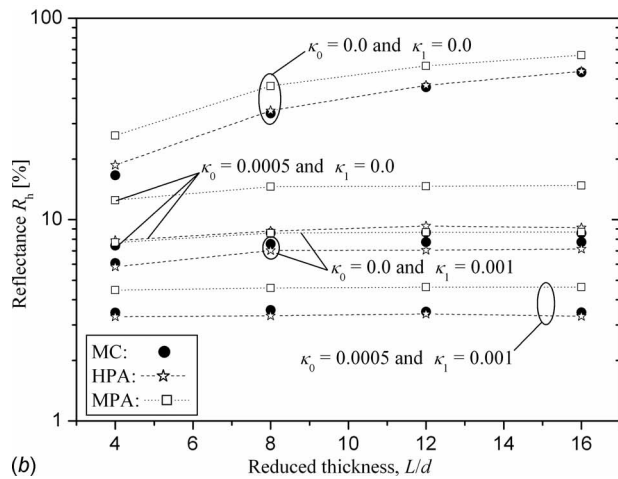 100
κ₀ = 0.0 and κ₁ = 0.0
κ₀ = 0.0005 and κ₁ = 0.0
10
κ₀ = 0.0 and κ₁ = 0.001
Reflectance Rₕ [%]
MC:
HPA:
MPA:
κ₀ = 0.0005 and κ₁ = 0.001
1
4 6 8 10 12 14 16
(b)
Reduced thickness, L/d